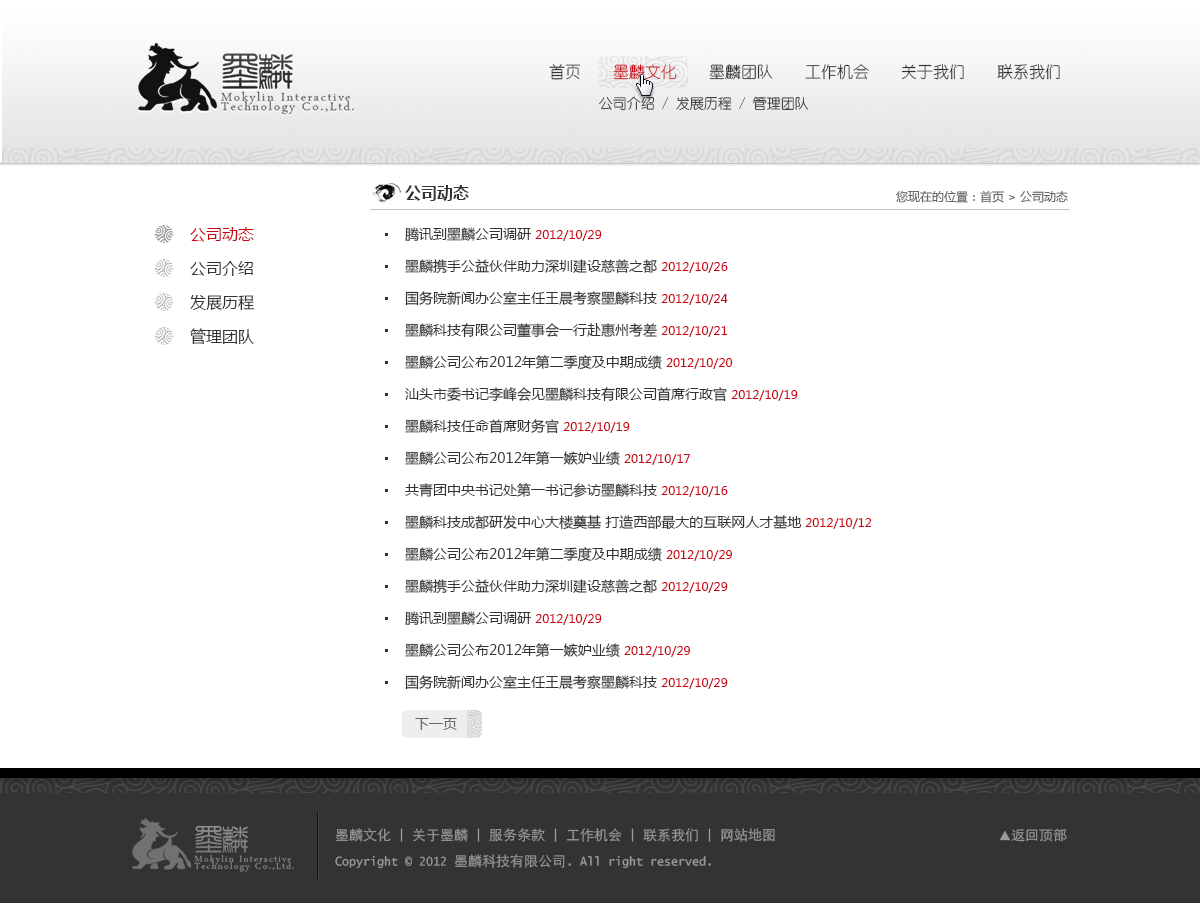 墨麟
Mokylin Interactive
Technology Co.,Ltd.
首页 墨麟文化 墨麟团队 工作机会 关于我们 联系我们
公司介绍 / 发展历程 / 管理团队
公司动态
您现在的位置：首页 > 公司动态
公司动态
公司介绍
发展历程
管理团队
腾讯到墨麟公司调研 2012/10/29
墨麟携手公益伙伴助力深圳建设慈善之都 2012/10/26
国务院新闻办公室主任王晨考察墨麟科技 2012/10/24
墨麟科技有限公司董事会一行赴惠州考差 2012/10/21
墨麟公司公布2012年第二季度及中期成绩 2012/10/20
汕头市委书记李峰会见墨麟科技有限公司首席行政官 2012/10/19
墨麟科技任命首席财务官 2012/10/19
墨麟公司公布2012年第一嫉妒业绩 2012/10/17
共青团中央书记处第一书记参访墨麟科技 2012/10/16
墨麟科技成都研发中心大楼奠基 打造西部最大的互联网人才基地 2012/10/12
墨麟公司公布2012年第二季度及中期成绩 2012/10/29
墨麟携手公益伙伴助力深圳建设慈善之都 2012/10/29
腾讯到墨麟公司调研 2012/10/29
墨麟公司公布2012年第一嫉妒业绩 2012/10/29
国务院新闻办公室主任王晨考察墨麟科技 2012/10/29
下一页
墨麟
Mokylin Interactive
Technology Co.,Ltd.
墨麟文化 | 关于墨麟 | 服务条款 | 工作机会 | 联系我们 | 网站地图
Copyright © 2012 墨麟科技有限公司. All right reserved.
▲返回顶部